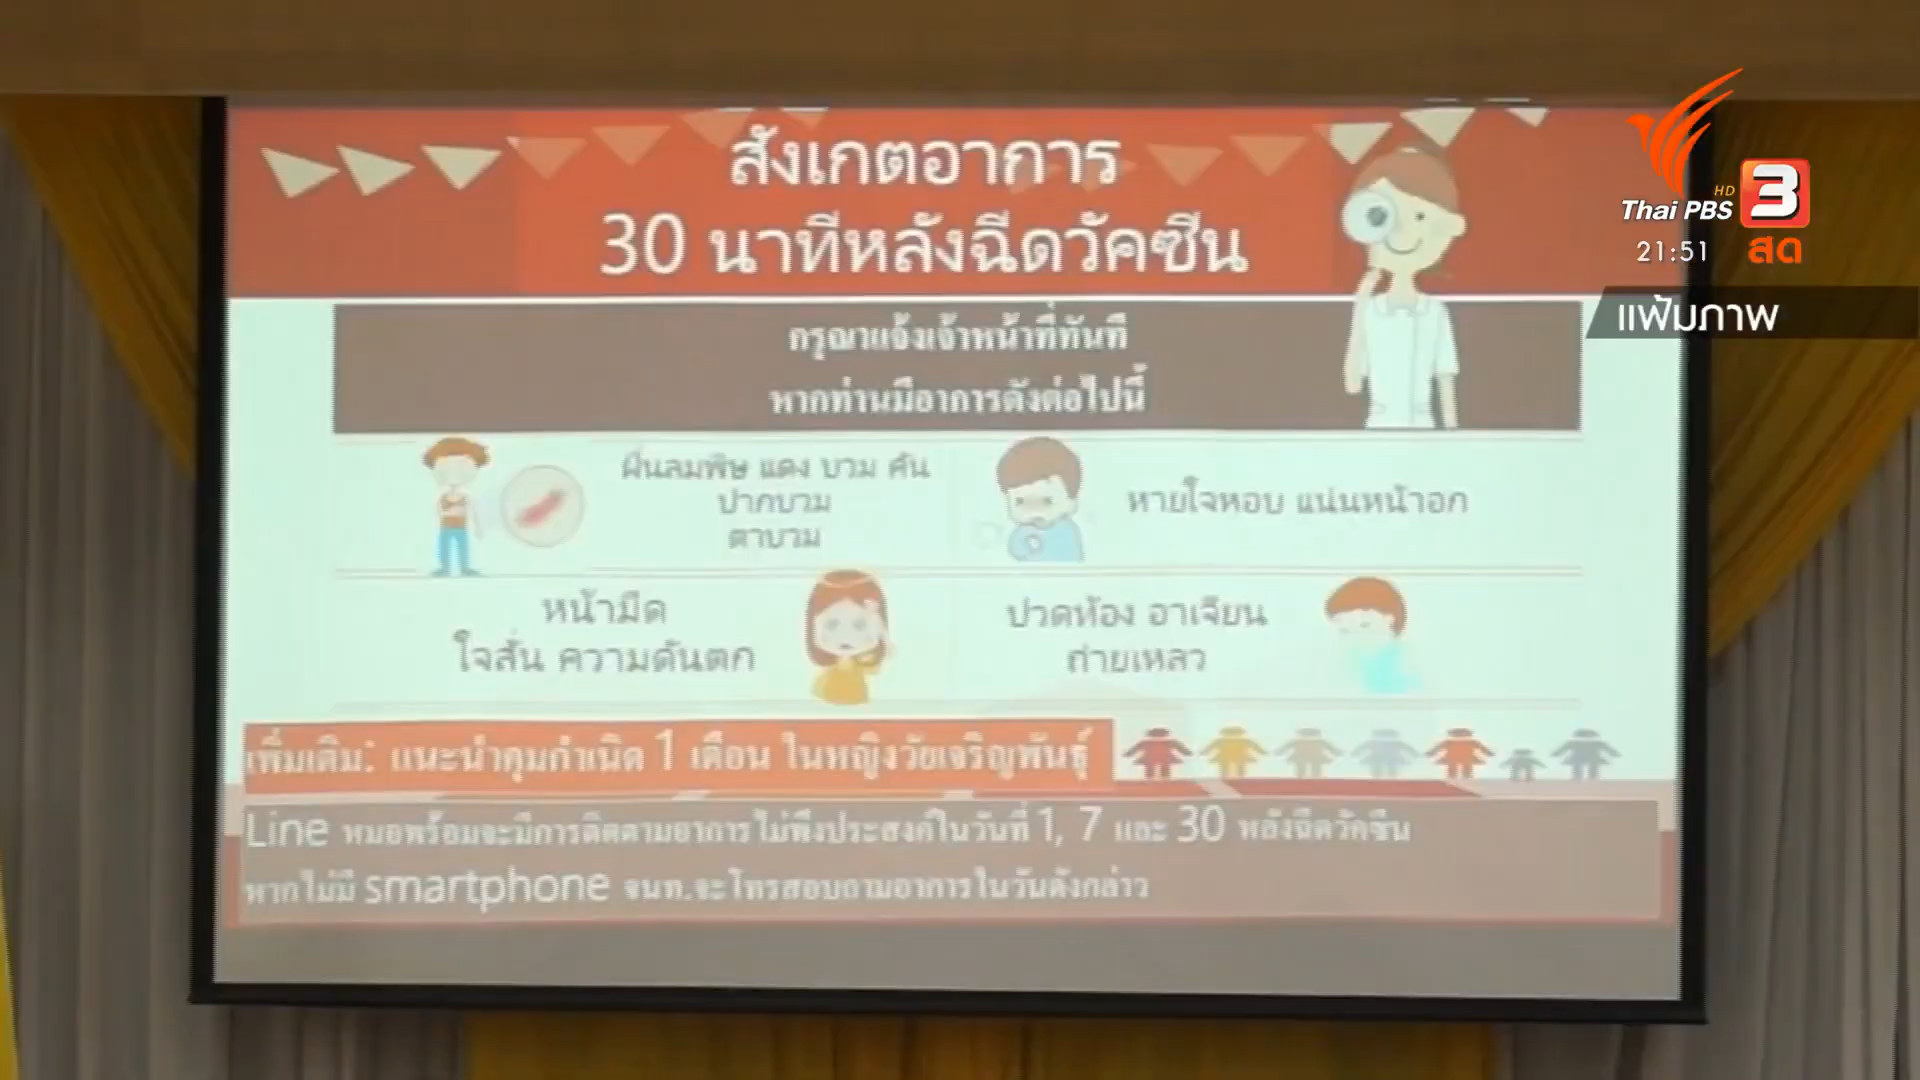 สังเกตอาการ
30 นาทีหลังฉีดวัคซีน
กรุณาแจ้งเจ้าหน้าที่ทันที
หากท่านมีอาการดังต่อไปนี้
ผื่นลมพิษ แดง บวม คัน
ปากบวม
ตาบวม
หายใจหอบ แน่นหน้าอก
หน้ามืด
ใจสั่น ความดันตก
ปวดท้อง อาเจียน
ถ่ายเหลว
เพิ่มเติม: แนะนำคุมกำเนิด 1 เดือน ในหญิงวัยเจริญพันธุ์
Line หมอพร้อมจะมีการติดตามอาการไม่พึงประสงค์ในวันที่ 1, 7 และ 30 หลังฉีดวัคซีน
หากไม่มี smartphone จนท.จะโทรสอบถามอาการในวันดังกล่าว
HD
Thai PBS 3
21:51 สด
แฟ้มภาพ